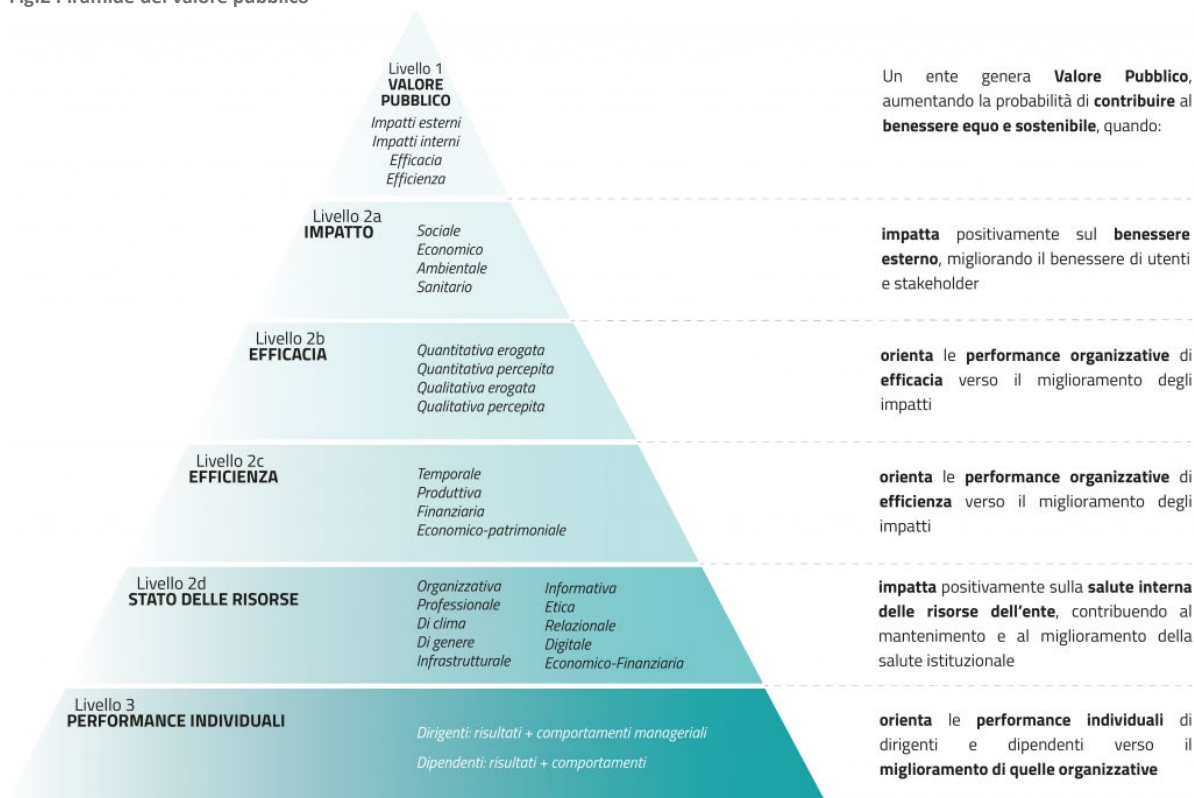 Fig.2 Piramide del valore pubblico
Livello 1
VALORE
PUBBLICO
Impatti esterni
Impatti interni
Efficacia
Efficienza
Un ente genera Valore Pubblico,
aumentando la probabilità di contribuire al
benessere equo e sostenibile, quando:
Livello 2a
IMPATTO
Sociale
Economico
Ambientale
Sanitario
impatta positivamente sul benessere
esterno, migliorando il benessere di utenti
e stakeholder
Livello 2b
EFFICACIA
Quantitativa erogata
Quantitativa percepita
Qualitativa erogata
Qualitativa percepita
orienta le performance organizzative di
efficacia verso il miglioramento degli
impatti
Livello 2c
EFFICIENZA
Temporale
Produttiva
Finanziaria
Economico-patrimoniale
orienta le performance organizzative di
efficienza verso il miglioramento degli
impatti
Livello 2d
STATO DELLE RISORSE
Organizzativa
Professionale
Di clima
Di genere
Infrastrutturale
Informativa
Etica
Relazionale
Digitale
Economico-Finanziaria
impatta positivamente sulla salute interna
delle risorse dell'ente, contribuendo al
mantenimento e al miglioramento della
salute istituzionale
Livello 3
PERFORMANCE INDIVIDUALI
Dirigenti: risultati + comportamenti manageriali
Dipendenti: risultati + comportamenti
orienta le performance individuali di
dirigenti e dipendenti verso il
miglioramento di quelle organizzative